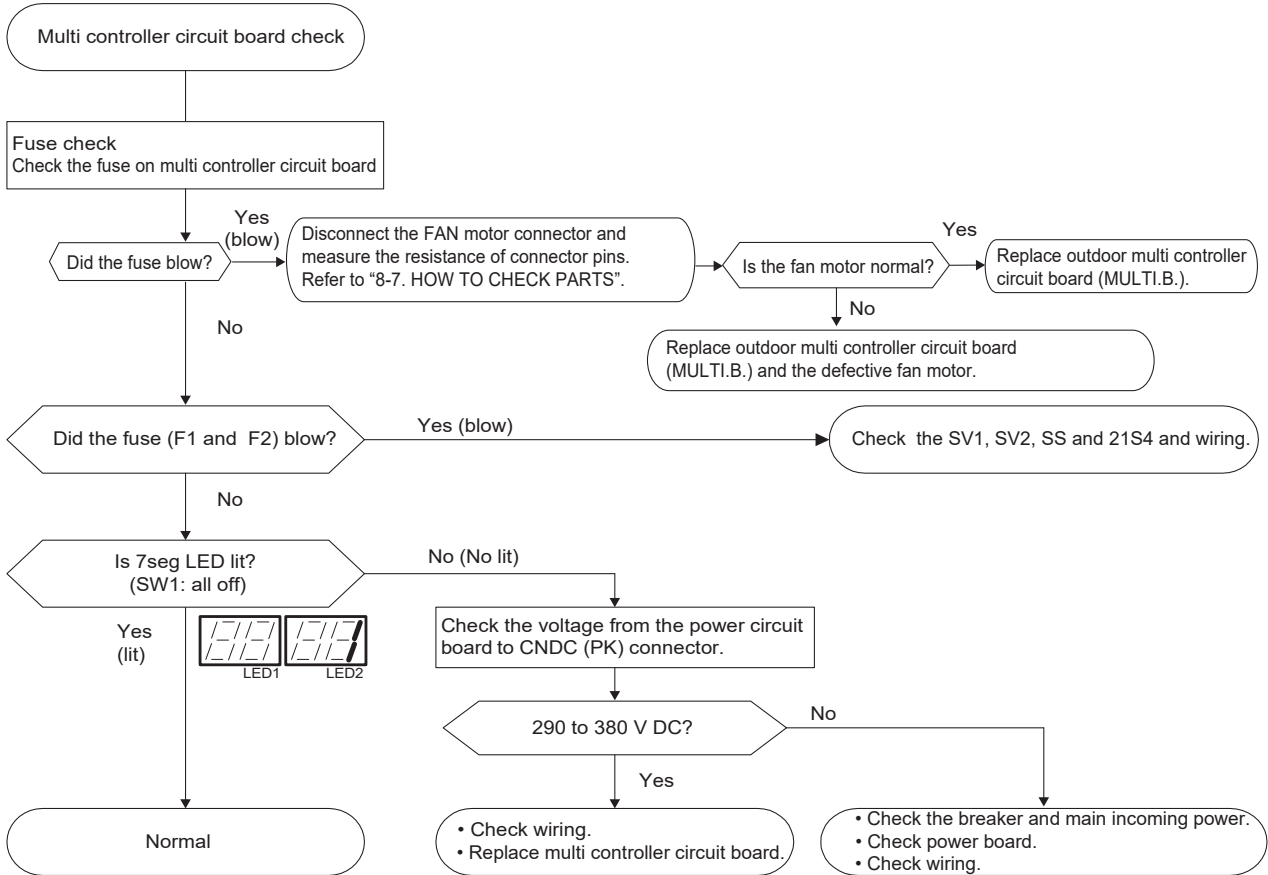 Multi controller circuit board check
Fuse check
Check the fuse on multi controller circuit board
Did the fuse blow?
Yes
(blow)
Disconnect the FAN motor connector and
measure the resistance of connector pins.
Refer to “8-7. HOW TO CHECK PARTS”.
Is the fan motor normal?
Yes
Replace outdoor multi controller
circuit board (MULTI.B.).
No
Replace outdoor multi controller circuit board
(MULTI.B.) and the defective fan motor.
No
Did the fuse (F1 and F2) blow?
Yes (blow)
Check the SV1, SV2, SS and 21S4 and wiring.
No
Is 7seg LED lit?
(SW1: all off)
No (No lit)
Yes
(lit)
LED1
LED2
Check the voltage from the power circuit
board to CNDC (PK) connector.
290 to 380 V DC?
No
Yes
Normal
• Check wiring.
• Replace multi controller circuit board.
• Check the breaker and main incoming power.
• Check power board.
• Check wiring.